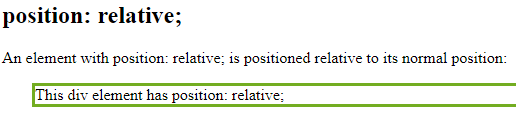 position: relative;
An element with position: relative; is positioned relative to its normal position:
This div element has position: relative;